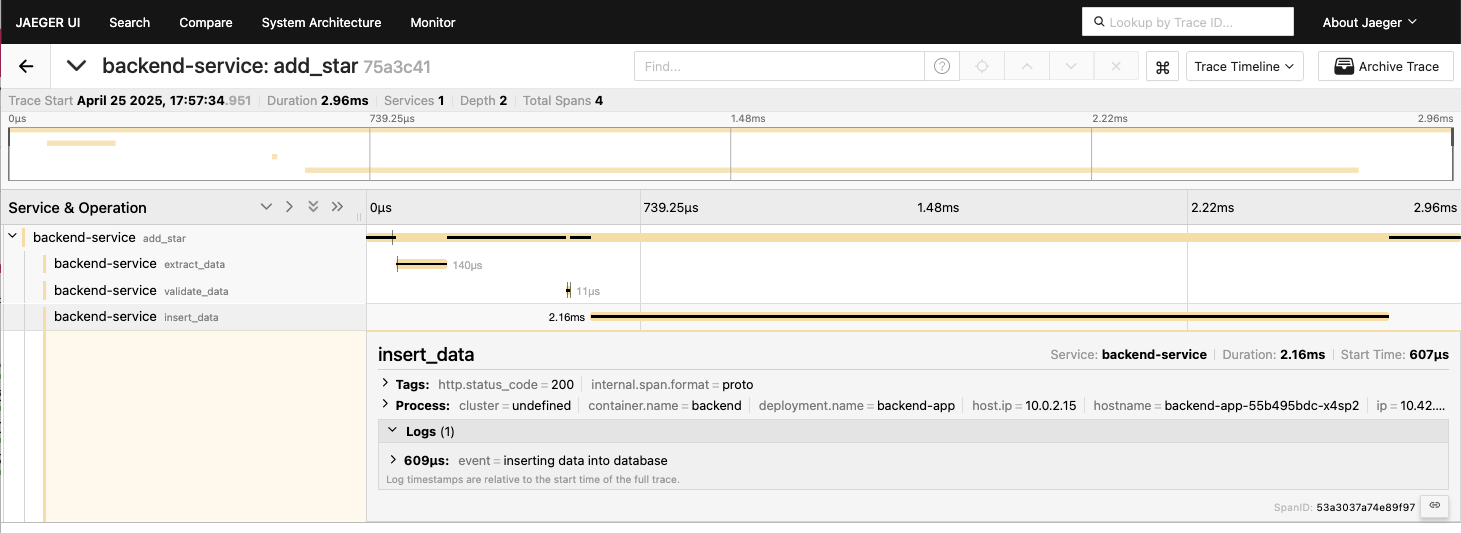 JAEGER UI Search Compare System Architecture Monitor Lookup by Trace ID... About Jaeger
backend-service: add_star 75a3c41 Find... Trace Timeline Archive Trace
Trace Start April 25 2025, 17:57:34.951 Duration 2.96ms Services 1 Depth 2 Total Spans 4
0μs 739.25μs 1.48ms 2.22ms 2.96ms
Service & Operation 0μs 739.25μs 1.48ms 2.22ms 2.96ms
backend-service add_star
backend-service extract_data 140μs
backend-service validate_data 11μs
backend-service insert_data 2.16ms
insert_data Service: backend-service Duration: 2.16ms Start Time: 607μs
Tags: http.status_code = 200 internal.span.format = proto
Process: cluster = undefined container.name = backend deployment.name = backend-app host.ip = 10.0.2.15 hostname = backend-app-55b495bdc-x4sp2 ip = 10.42....
Logs (1)
609μs: event = inserting data into database
Log timestamps are relative to the start time of the full trace.
SpanID: 53a3037a74e89f97